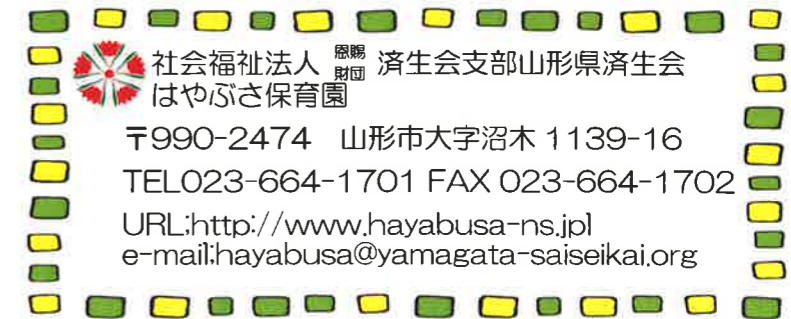 社会福祉法人 恩賜財団 済生会支部山形県済生会
はやぶさ保育園
〒990-2474　山形市大字沼木 1139-16
TEL023-664-1701 FAX 023-664-1702
URL;http://www.hayabusa-ns.jp]
e-mail;hayabusa@yamagata-saiseikai.org